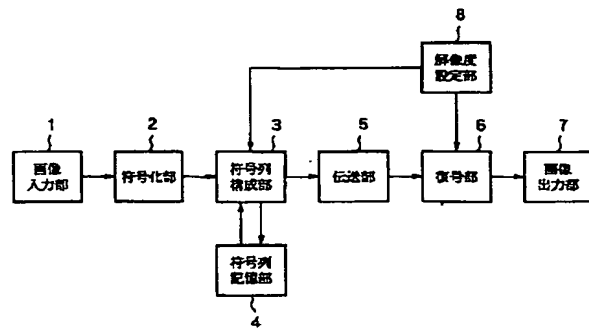 8
解像度
設定部
1
2
3
5
6
7
画像
入力部
符号化部
符号列
構成部
伝送部
復号部
画像
出力部
符号列
記憶部
4